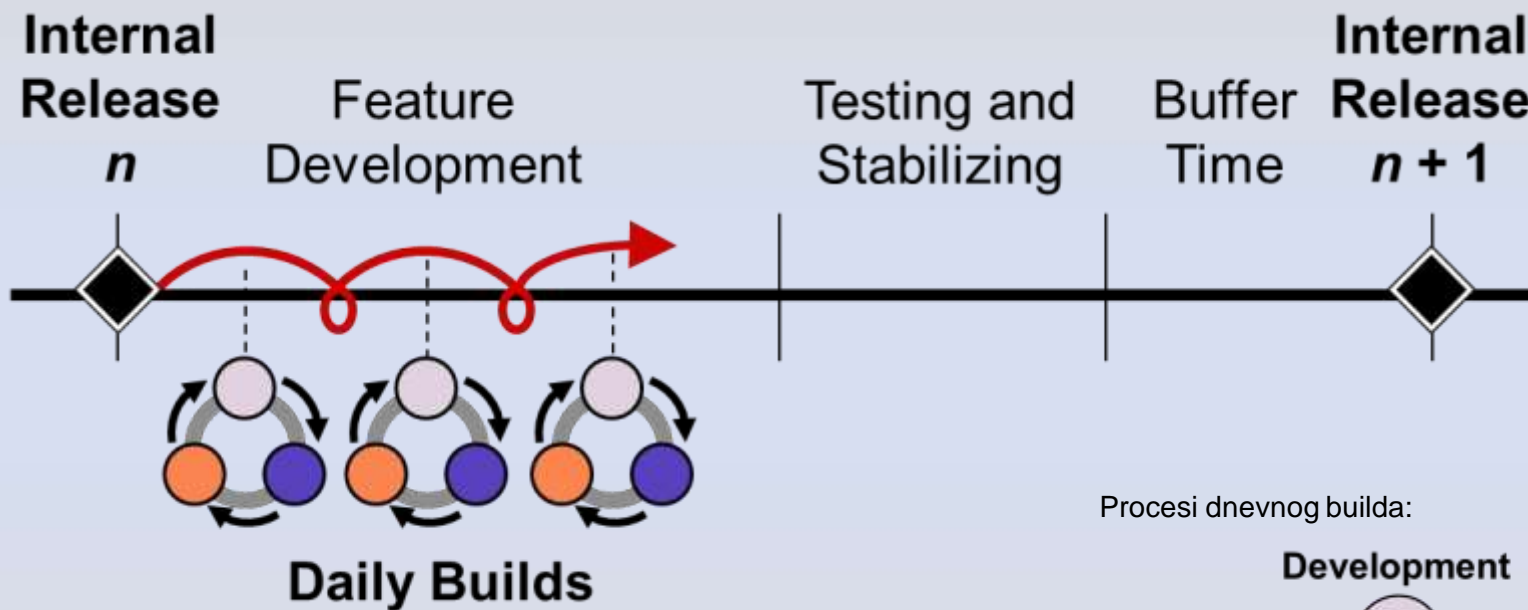 Internal
Release
n
Feature
Development
Testing and
Stabilizing
Buffer
Time
Internal
Release
n + 1
Daily Builds
Procesi dnevnog builda:
Development